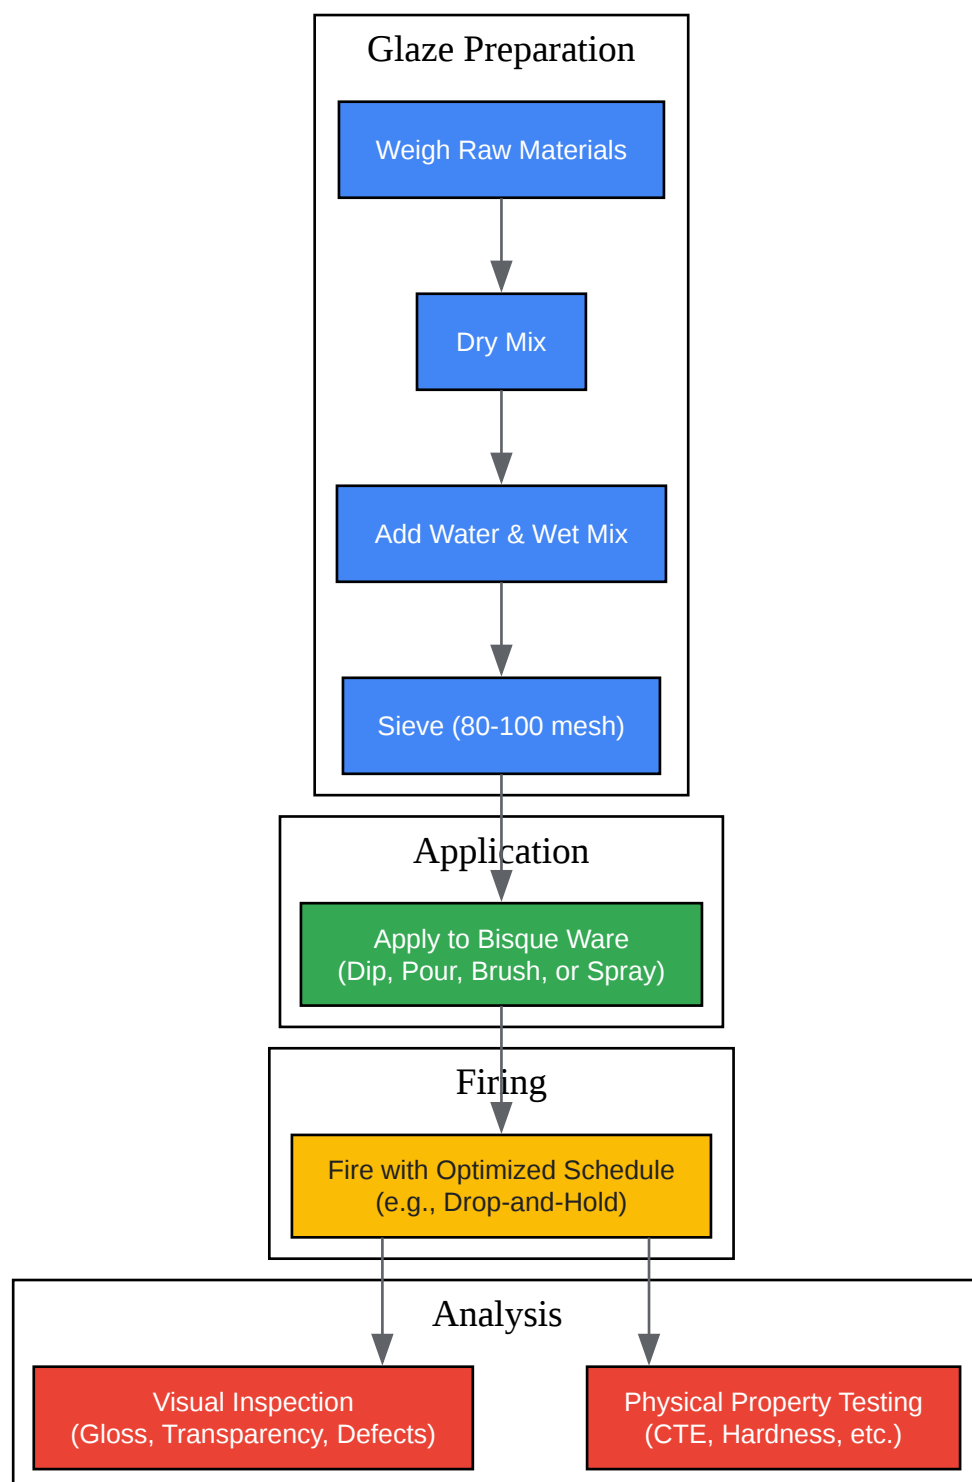 Glaze Preparation
Weigh Raw Materials
Dry Mix
Add Water & Wet Mix
Sieve (80-100 mesh)
Application
Apply to Bisque Ware
(Dip, Pour, Brush, or Spray)
Firing
Fire with Optimized Schedule
(e.g., Drop-and-Hold)
Analysis
Visual Inspection
(Gloss, Transparency, Defects)
Physical Property Testing
(CTE, Hardness, etc.)